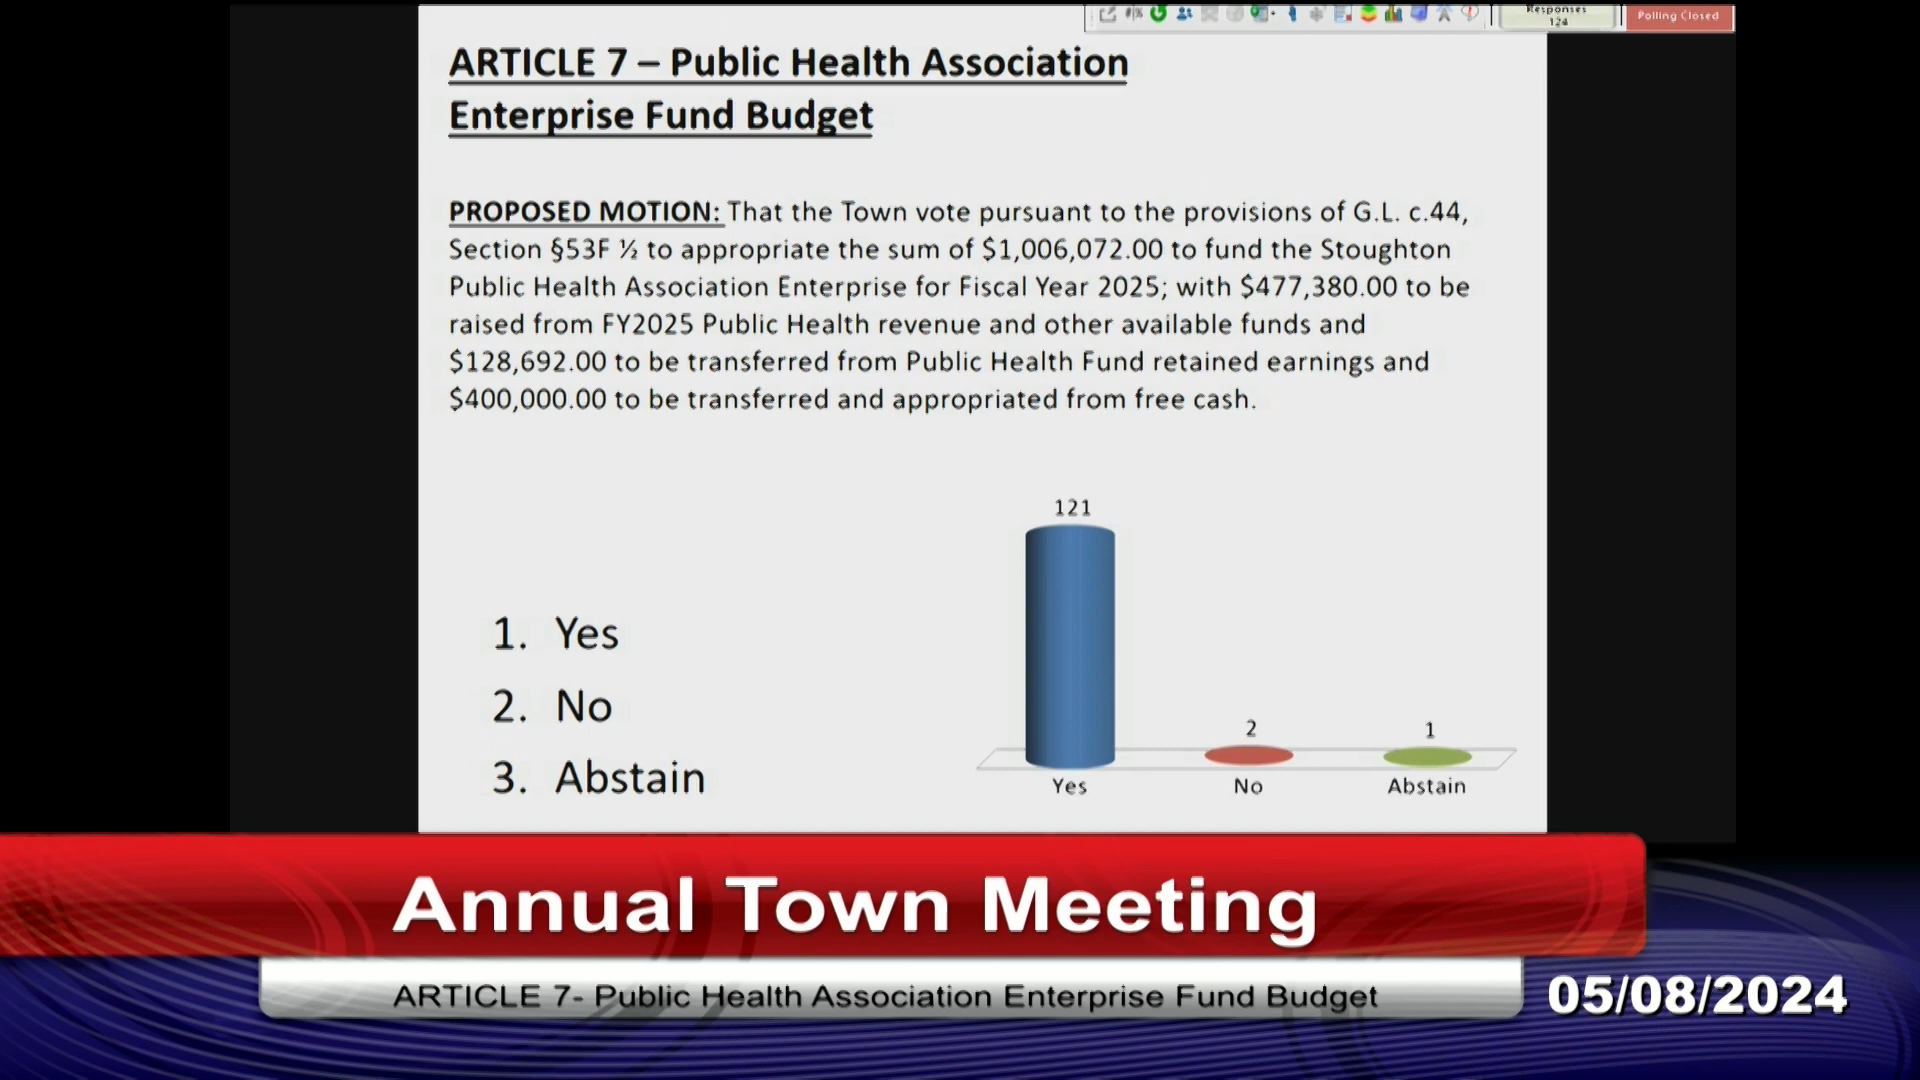 Responses
124
Polling Closed
ARTICLE 7 – Public Health Association
Enterprise Fund Budget
PROPOSED MOTION: That the Town vote pursuant to the provisions of G.L. c.44,
Section §53F ½ to appropriate the sum of $1,006,072.00 to fund the Stoughton
Public Health Association Enterprise for Fiscal Year 2025; with $477,380.00 to be
raised from FY2025 Public Health revenue and other available funds and
$128,692.00 to be transferred from Public Health Fund retained earnings and
$400,000.00 to be transferred and appropriated from free cash.
1. Yes
2. No
3. Abstain
121
2
1
Yes
No
Abstain
Annual Town Meeting
ARTICLE 7- Public Health Association Enterprise Fund Budget
05/08/2024